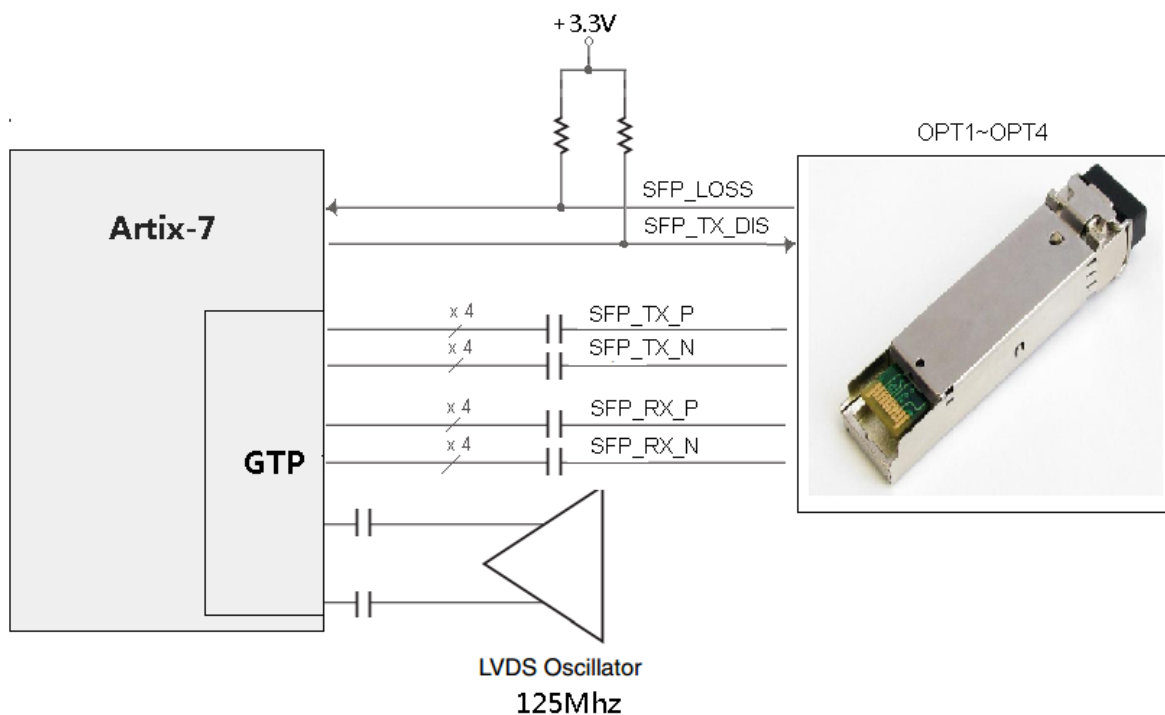 +3.3V
OPT1~OPT4
SFP_LOSS
Artix-7
SFP_TX_DIS
x 4
SFP_TX_P
x 4
SFP_TX_N
x 4
SFP_RX_P
x 4
SFP_RX_N
GTP
LVDS Oscillator
125Mhz